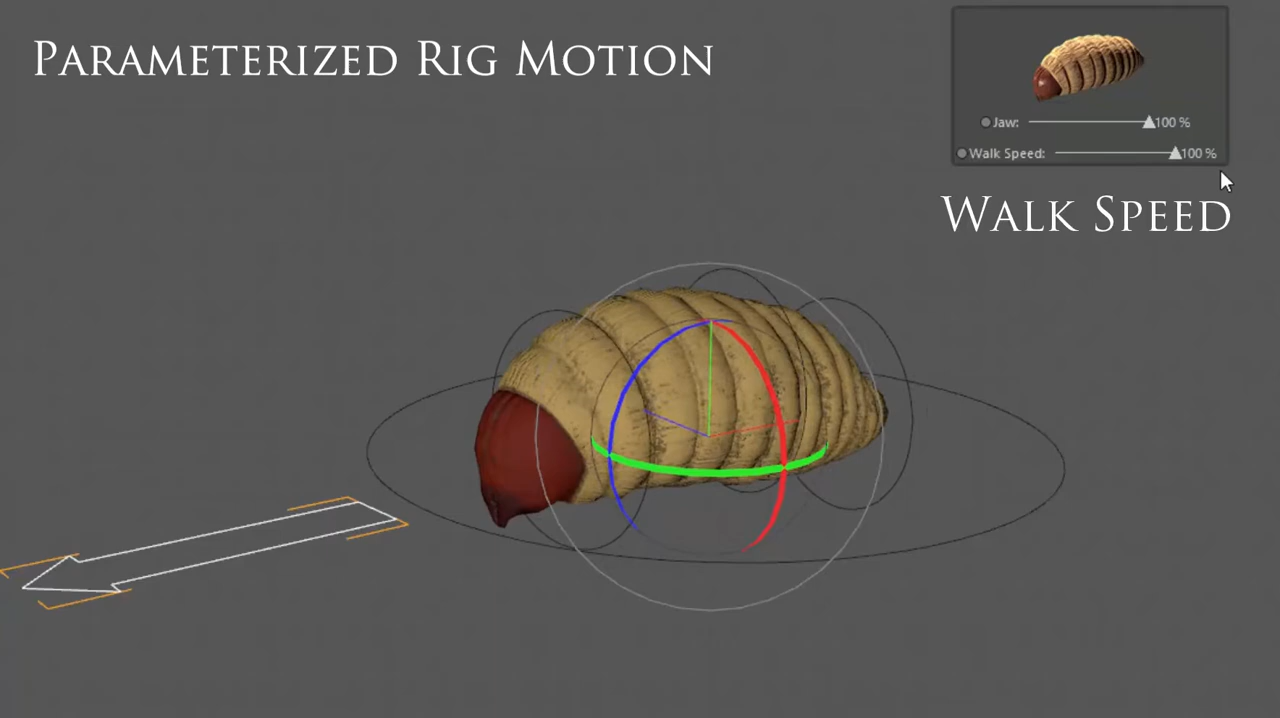 Parameterized Rig Motion
Jaw: 100 %
Walk Speed: 100 %
Walk Speed